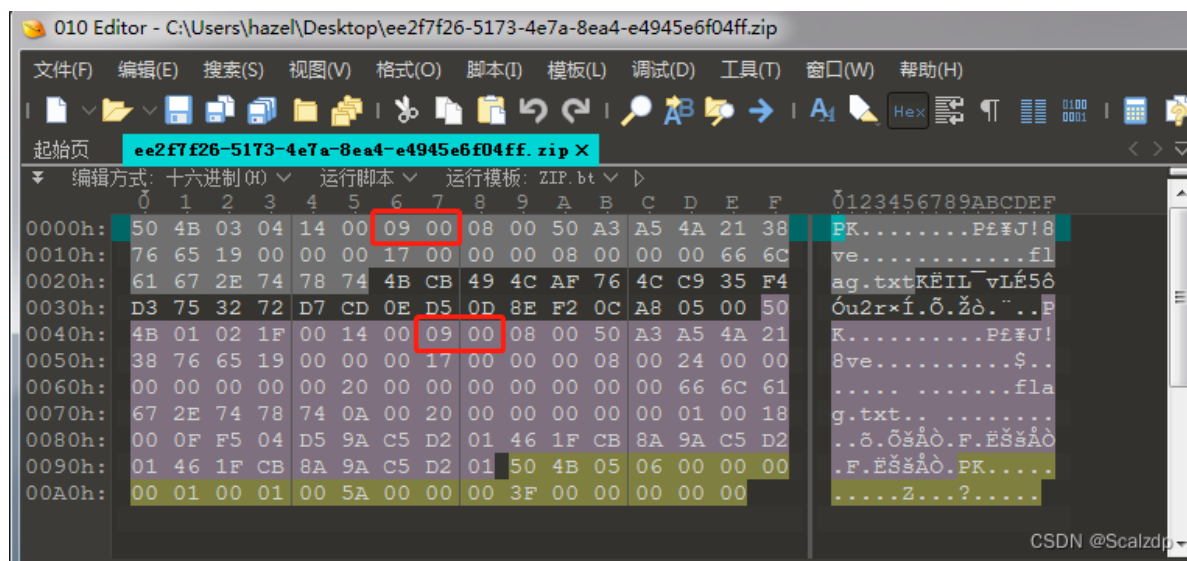 010 Editor - C:\Users\hazel\Desktop\ee2f7f26-5173-4e7a-8ea4-e4945e6f04ff.zip
文件(F) 编辑(E) 搜索(S) 视图(V) 格式(O) 脚本(I) 模板(L) 调试(D) 工具(T) 窗口(W) 帮助(H)
Hex
起始页 ee2f7f26-5173-4e7a-8ea4-e4945e6f04ff.zip ×
编辑方式: 十六进制(H) 运行脚本 运行模板: ZIP.bt
0 1 2 3 4 5 6 7 8 9 A B C D E F 0123456789ABCDEF
0000h: 50 4B 03 04 14 00 09 00 08 00 50 A3 A5 4A 21 38 PK........P£¥J!8
0010h: 76 65 19 00 00 00 17 00 00 00 08 00 00 00 66 6C ve............fl
0020h: 61 67 2E 74 78 74 4B CB 49 4C AF 76 4C C9 35 F4 ag.txtKËIL¯vLÉ5ô
0030h: D3 75 32 72 D7 CD 0E D5 0D 8E F2 0C A8 05 00 50 Óu2r×Í.Õ.Žò.¨..P
0040h: 4B 01 02 1F 00 14 00 09 00 08 00 50 A3 A5 4A 21 K..........P£¥J!
0050h: 38 76 65 19 00 00 00 17 00 00 00 08 00 24 00 00 8ve..........$..
0060h: 00 00 00 00 00 20 00 00 00 00 00 00 00 66 6C 61 ..... .......fla
0070h: 67 2E 74 78 74 0A 00 20 00 00 00 00 00 01 00 18 g.txt.. ........
0080h: 00 0F F5 04 D5 9A C5 D2 01 46 1F CB 8A 9A C5 D2 ..õ.ÕšÅÒ.F.ËŠšÅÒ
0090h: 01 46 1F CB 8A 9A C5 D2 01 50 4B 05 06 00 00 00 .F.ËŠšÅÒ.PK.....
00A0h: 00 01 00 01 00 5A 00 00 00 3F 00 00 00 00 00 .....Z...?.....
CSDN @Scalzdp